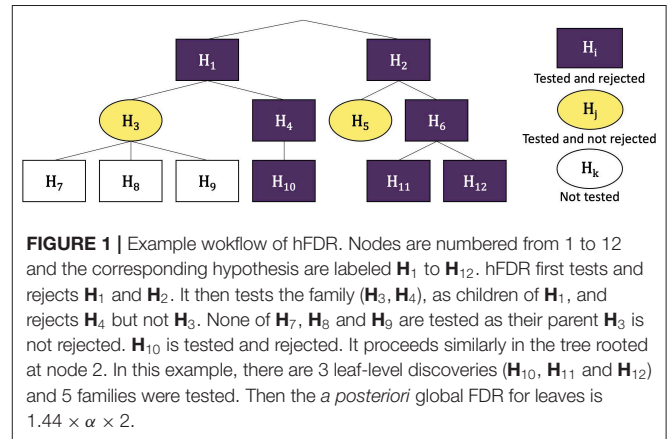 H1
H2
Hi
Tested and rejected
H3
H4
H5
H6
Hj
Tested and not rejected
H7
H8
H9
H10
H11
H12
Hk
Not tested
FIGURE 1 | Example wokflow of hFDR. Nodes are numbered from 1 to 12
and the corresponding hypothesis are labeled H1 to H12. hFDR first tests and
rejects H1 and H2. It then tests the family (H3, H4), as children of H1, and
rejects H4 but not H3. None of H7, H8 and H9 are tested as their parent H3 is
not rejected. H10 is tested and rejected. It proceeds similarly in the tree rooted
at node 2. In this example, there are 3 leaf-level discoveries (H10, H11 and H12)
and 5 families were tested. Then the a posteriori global FDR for leaves is
1.44 × α × 2.